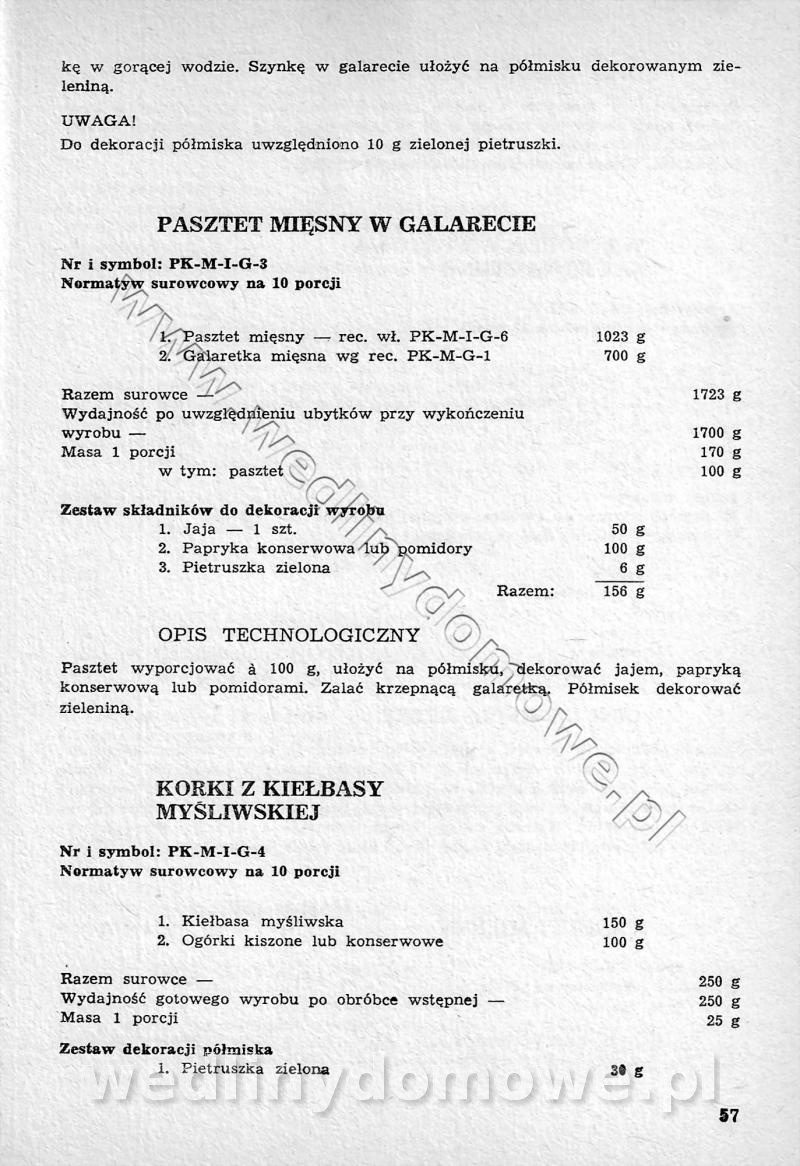 kę w gorącej wodzie. Szynkę w galarecie ułożyć na półmisku dekorowanym zie-
leniną.
UWAGA!
Do dekoracji półmiska uwzględniono 10 g zielonej pietruszki.
PASZTET MIĘSNY W GALARECIE
Nr i symbol: PK-M-I-G-3
Normatyw surowcowy na 10 porcji
1. Pasztet mięsny — rec. wł. PK-M-I-G-6 1023 g
2. Galaretka mięsna wg rec. PK-M-G-1 700 g
Razem surowce — 1723 g
Wydajność po uwzględnieniu ubytków przy wykończeniu
wyrobu — 1700 g
Masa 1 porcji 170 g
w tym: pasztet 100 g
Zestaw składników do dekoracji wyrobu
1. Jaja — 1 szt. 50 g
2. Papryka konserwowa lub pomidory 100 g
3. Pietruszka zielona 6 g
Razem: 156 g
OPIS TECHNOLOGICZNY
Pasztet wyporcjować à 100 g, ułożyć na półmisku, dekorować jajem, papryką
konserwową lub pomidorami. Zalać krzepnącą galaretką. Półmisek dekorować
zieleniną.
KORKI Z KIEŁBASY
MYŚLIWSKIEJ
Nr i symbol: PK-M-I-G-4
Normatyw surowcowy na 10 porcji
1. Kiełbasa myśliwska 150 g
2. Ogórki kiszone lub konserwowe 100 g
Razem surowce — 250 g
Wydajność gotowego wyrobu po obróbce wstępnej — 250 g
Masa 1 porcji 25 g
Zestaw dekoracji półmiska
1. Pietruszka zielona 30 g
57
www.wedlinydomowe.pl
wedlinydomowe.pl